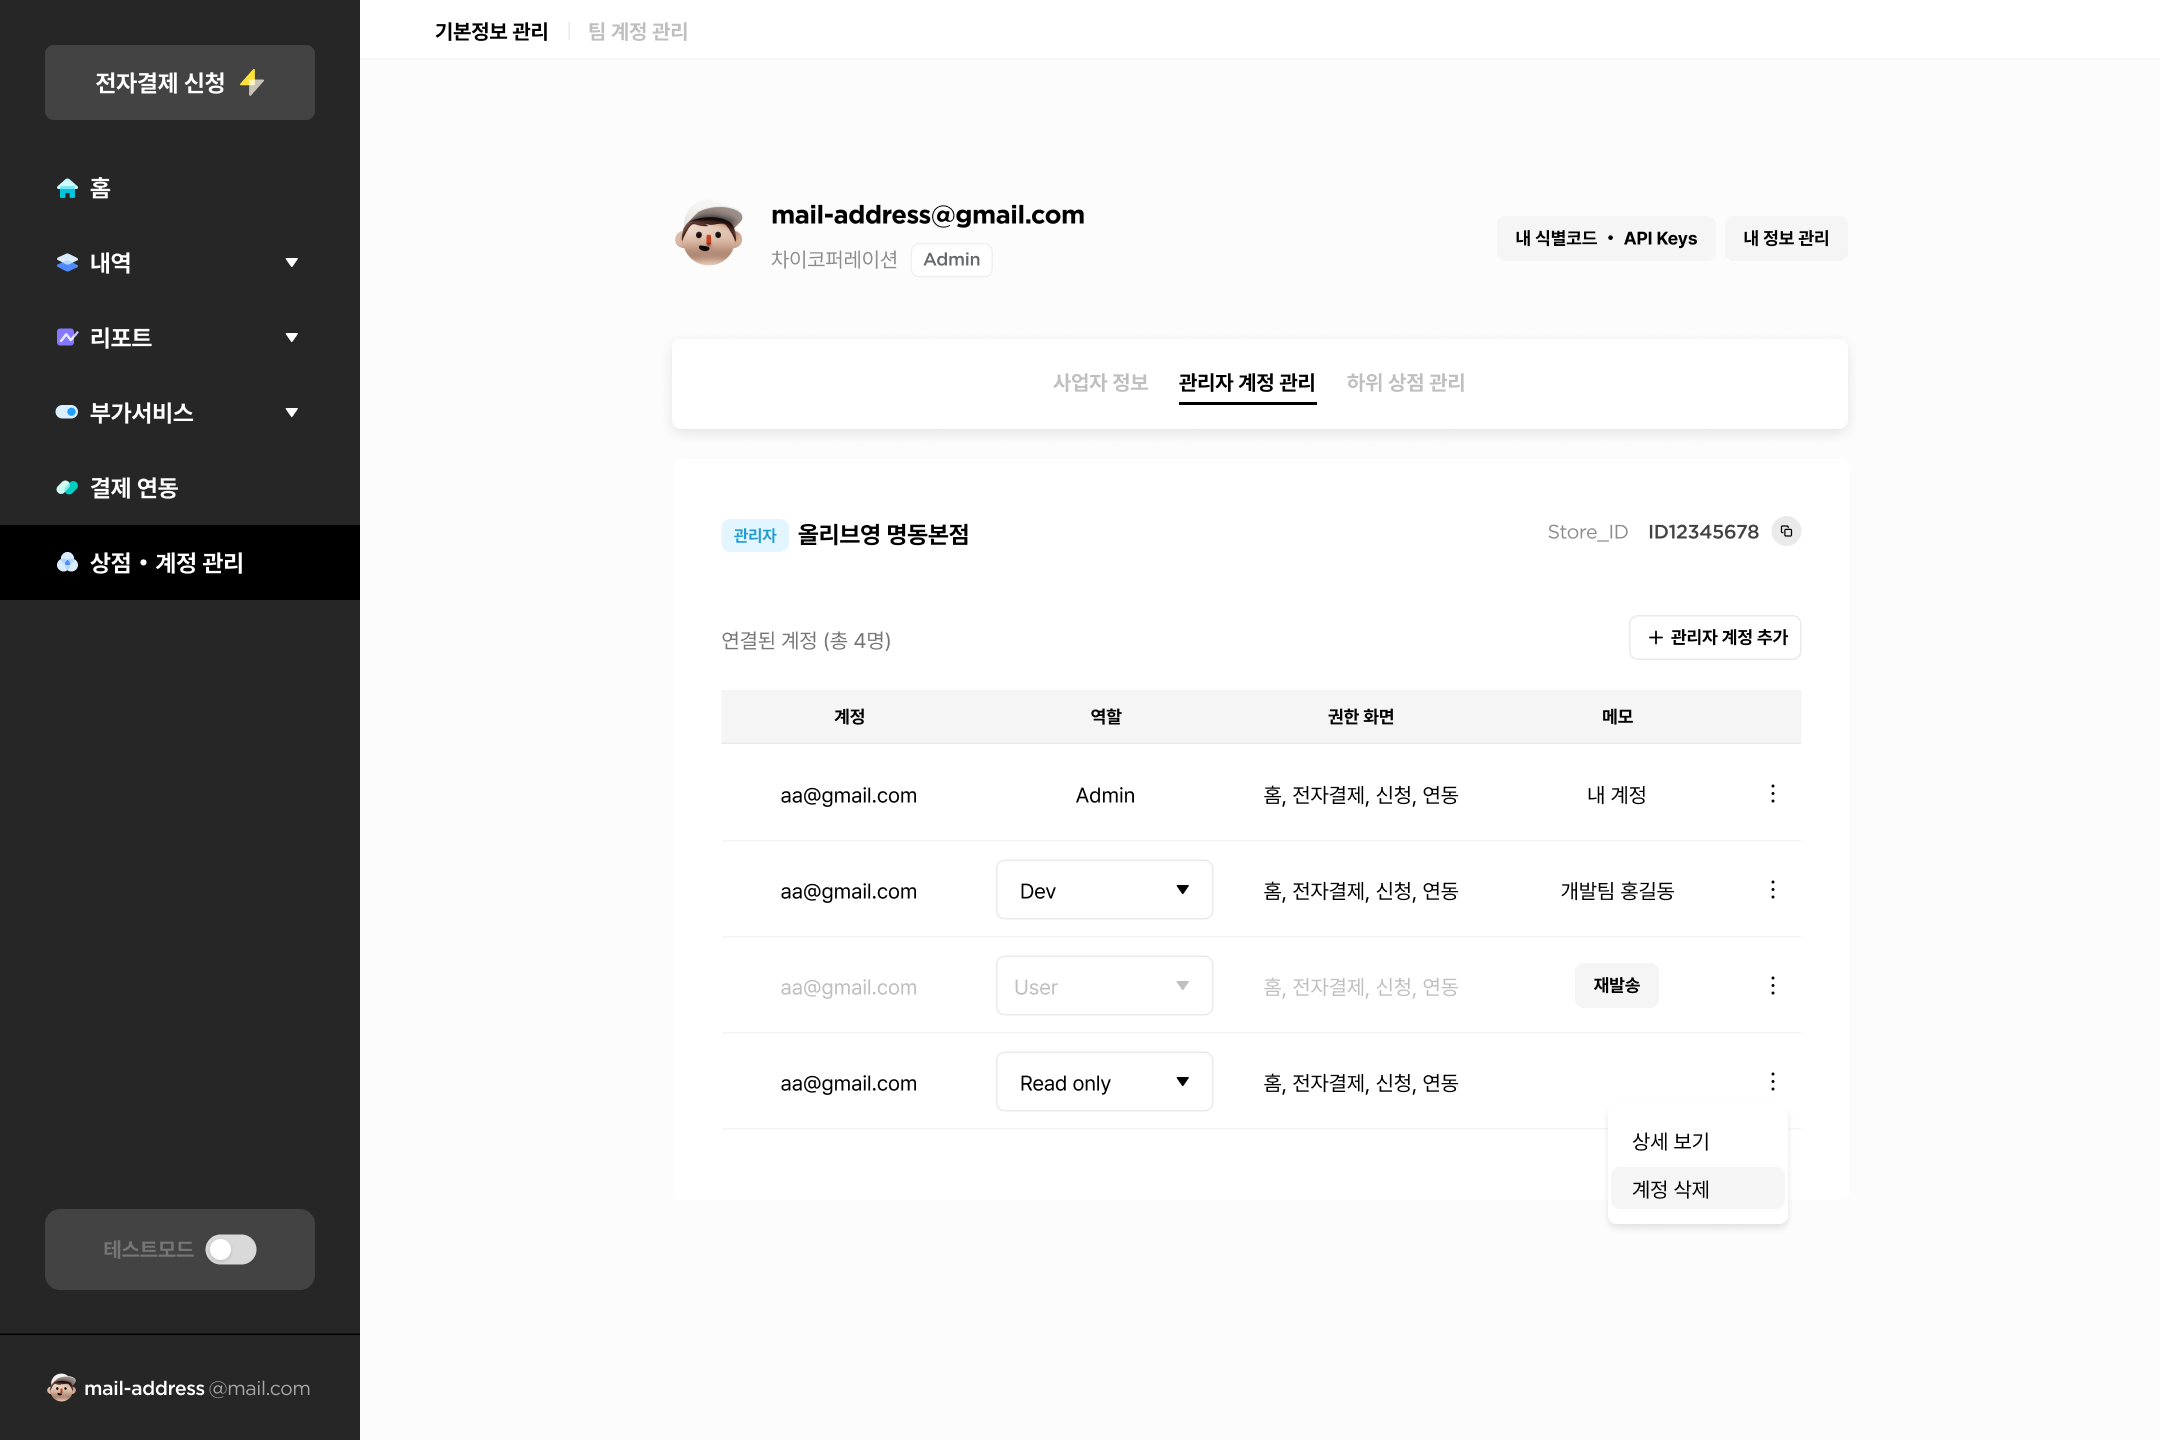 기본정보 관리
팀 계정 관리
전자결제 신청
홈
내역
리포트
부가서비스
결제 연동
상점 • 계정 관리
테스트모드
mail-address @mail.com
mail-address@gmail.com
차이코퍼레이션 Admin
내 식별코드 • API Keys
내 정보 관리
사업자 정보
관리자 계정 관리
하위 상점 관리
관리자 올리브영 명동본점
Store_ID ID12345678
연결된 계정 (총 4명)
+ 관리자 계정 추가
계정 역할 권한 화면 메모
aa@gmail.com Admin 홈, 전자결제, 신청, 연동 내 계정
aa@gmail.com Dev 홈, 전자결제, 신청, 연동 개발팀 홍길동
aa@gmail.com User 홈, 전자결제, 신청, 연동 재발송
aa@gmail.com Read only 홈, 전자결제, 신청, 연동
상세 보기
계정 삭제